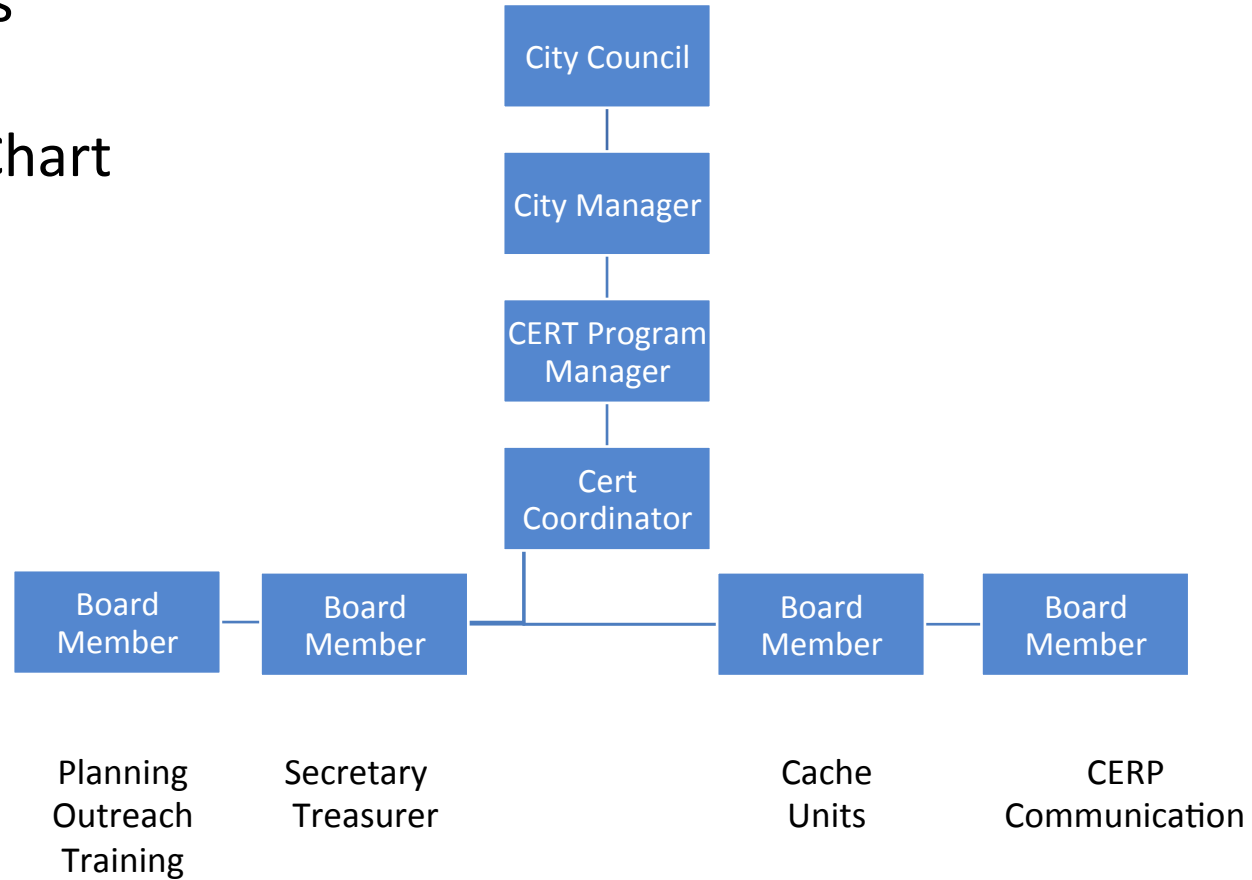 s
Chart
City Council
City Manager
CERT Program
Manager
Cert
Coordinator
Board
Member
Board
Member
Board
Member
Board
Member
Planning
Outreach
Training
Secretary
Treasurer
Cache
Units
CERP
Communication